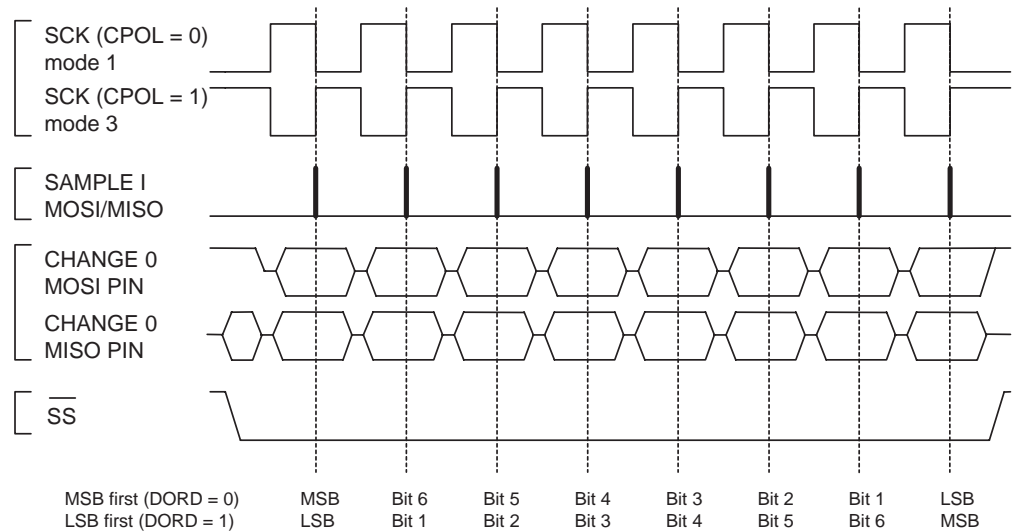 SCK (CPOL = 0)
mode 1
SCK (CPOL = 1)
mode 3
SAMPLE I
MOSI/MISO
CHANGE 0
MOSI PIN
CHANGE 0
MISO PIN
SS
MSB first (DORD = 0) MSB Bit 6 Bit 5 Bit 4 Bit 3 Bit 2 Bit 1 LSB
LSB first (DORD = 1) LSB Bit 1 Bit 2 Bit 3 Bit 4 Bit 5 Bit 6 MSB